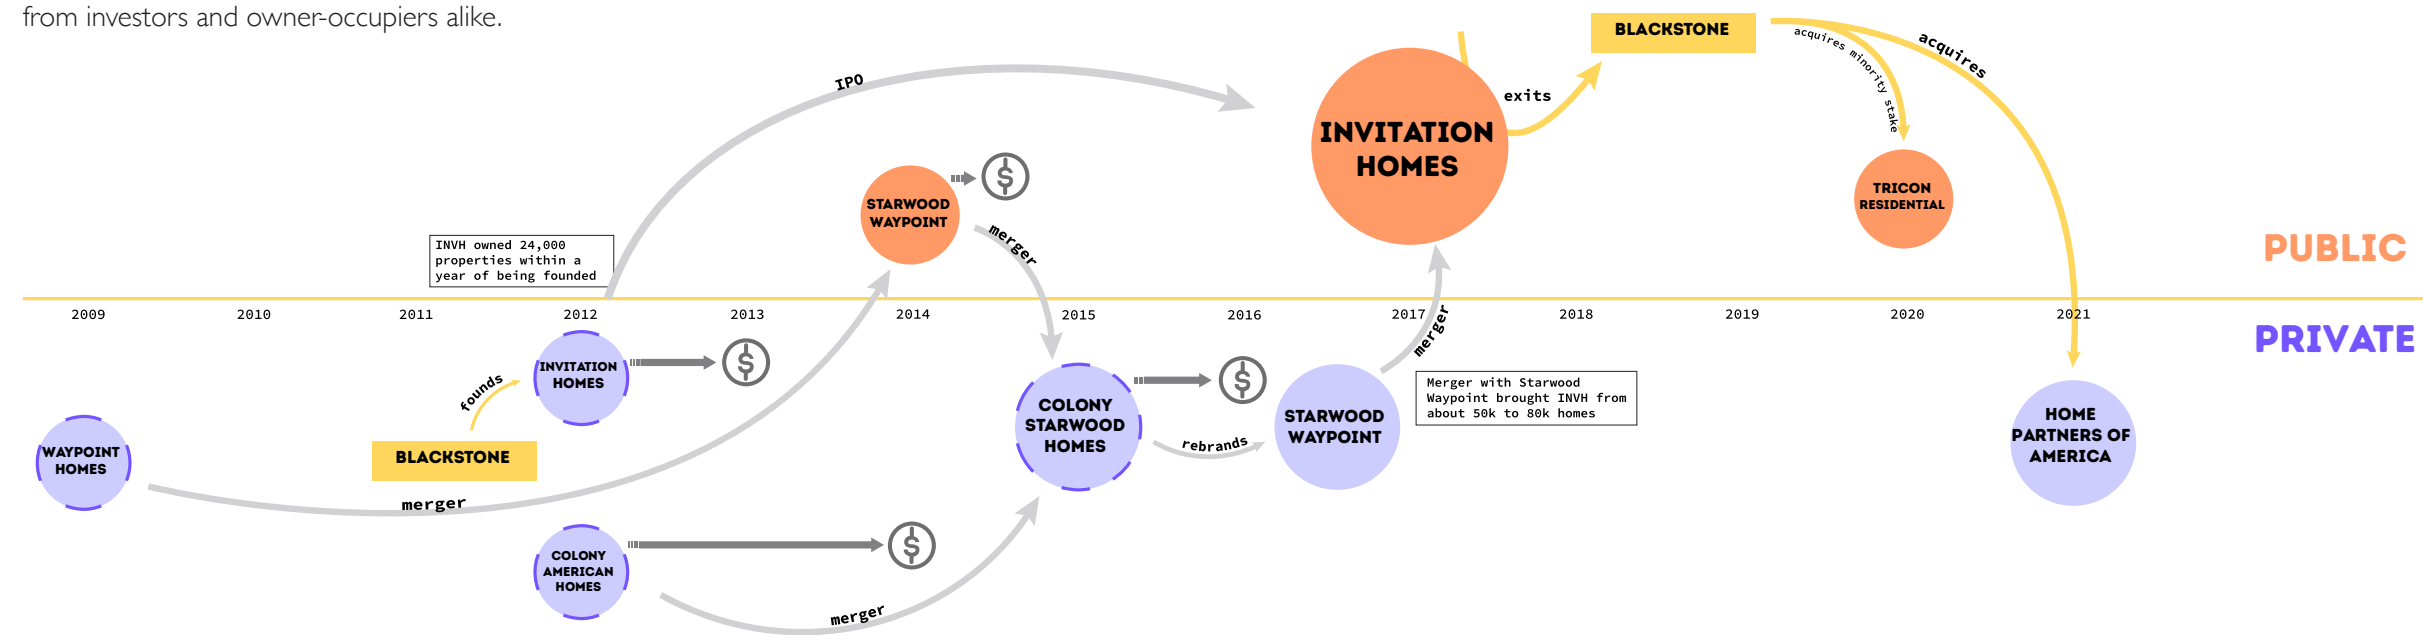 from investors and owner-occupiers alike.
BLACKSTONE
acquires minority stake
acquires
IPO
exits
INVITATION
HOMES
STARWOOD
WAYPOINT
$
merger
TRICON
RESIDENTIAL
INVH owned 24,000
properties within a
year of being founded
PUBLIC
2009 2010 2011 2012 2013 2014 2015 2016 2017 2018 2019 2020 2021
PRIVATE
INVITATION
HOMES
$
founds
BLACKSTONE
WAYPOINT
HOMES
merger
COLONY
AMERICAN
HOMES
$
merger
COLONY
STARWOOD
HOMES
$
rebrands
STARWOOD
WAYPOINT
merger
Merger with Starwood
Waypoint brought INVH from
about 50k to 80k homes
HOME
PARTNERS OF
AMERICA